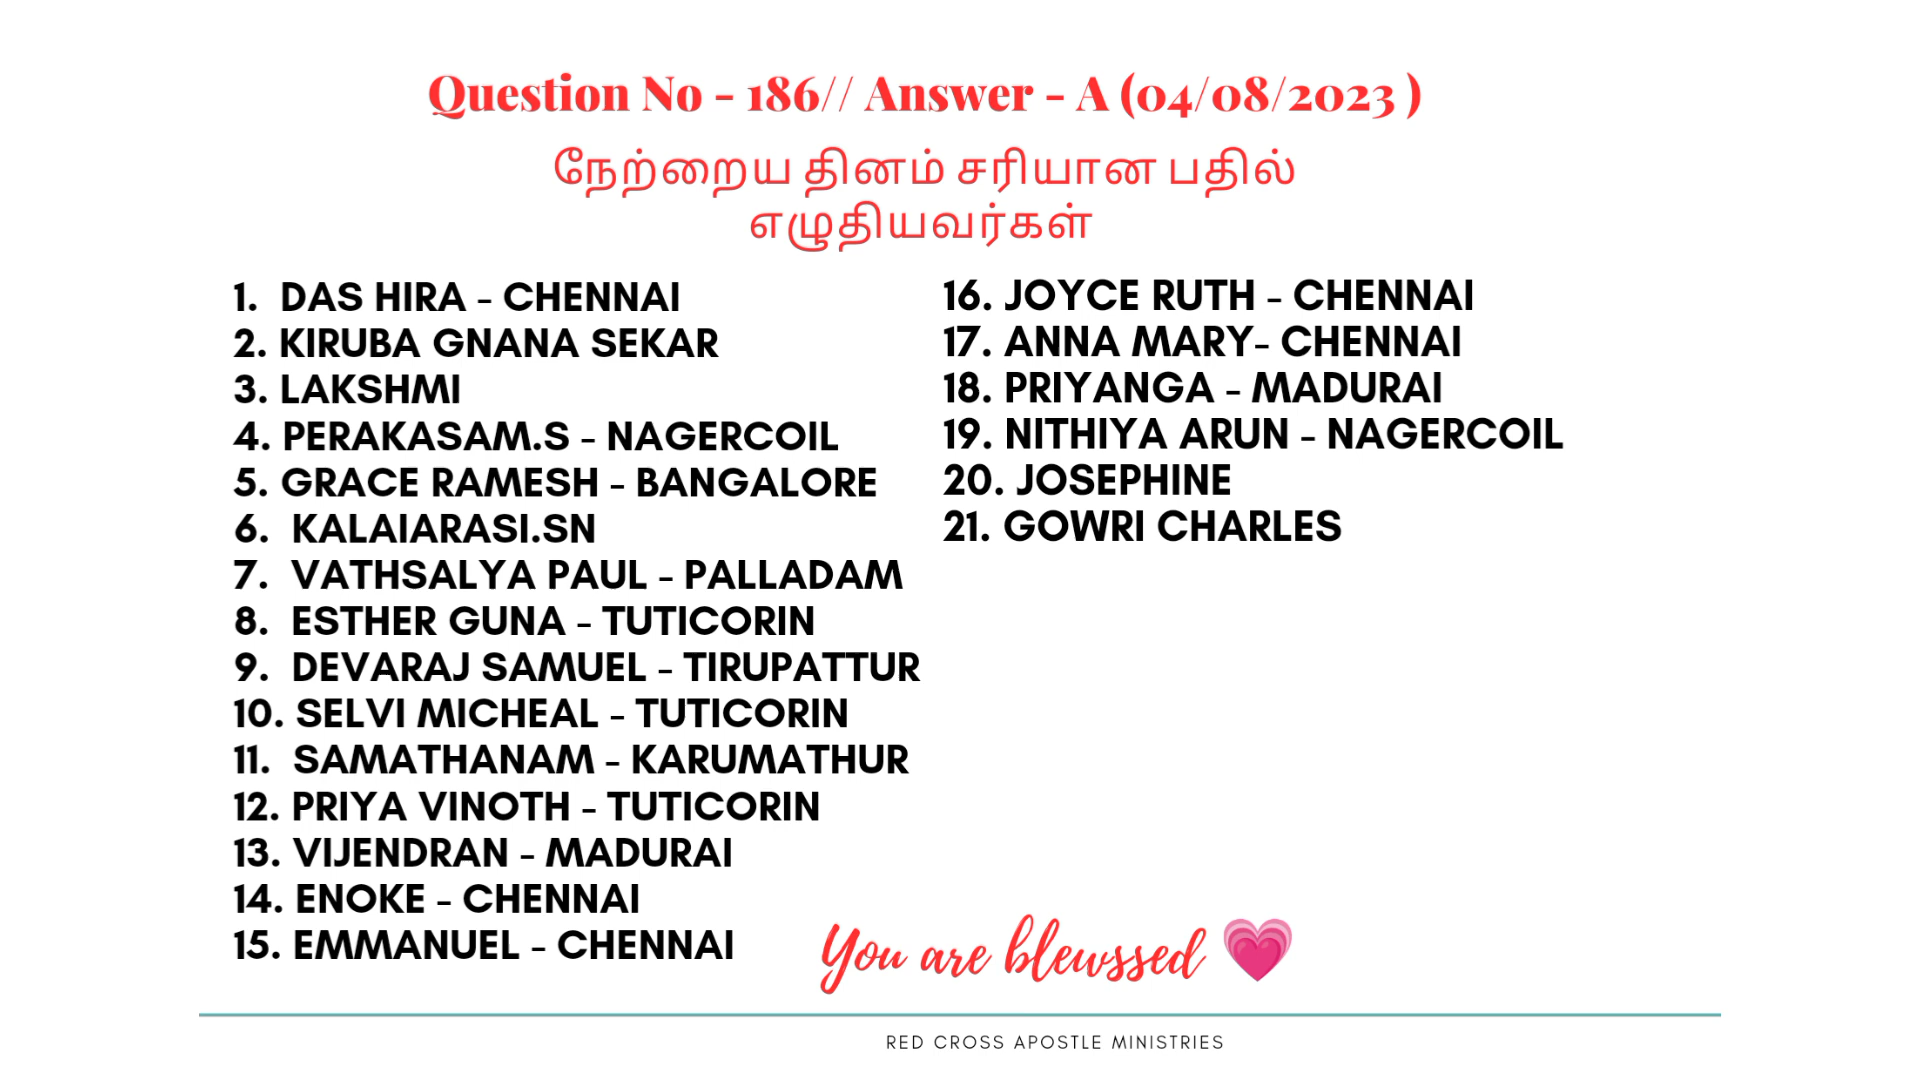 Question No - 186// Answer - A (04/08/2023 )
நேற்றைய தினம் சரியான பதில்
எழுதியவர்கள்
1. DAS HIRA - CHENNAI
2. KIRUBA GNANA SEKAR
3. LAKSHMI
4. PERAKASAM.S - NAGERCOIL
5. GRACE RAMESH - BANGALORE
6. KALAIARASI.SN
7. VATHSALYA PAUL - PALLADAM
8. ESTHER GUNA - TUTICORIN
9. DEVARAJ SAMUEL - TIRUPATTUR
10. SELVI MICHEAL - TUTICORIN
11. SAMATHANAM - KARUMATHUR
12. PRIYA VINOTH - TUTICORIN
13. VIJENDRAN - MADURAI
14. ENOKE - CHENNAI
15. EMMANUEL - CHENNAI
16. JOYCE RUTH - CHENNAI
17. ANNA MARY- CHENNAI
18. PRIYANGA - MADURAI
19. NITHIYA ARUN - NAGERCOIL
20. JOSEPHINE
21. GOWRI CHARLES
You are blewssed 💗
RED CROSS APOSTLE MINISTRIES